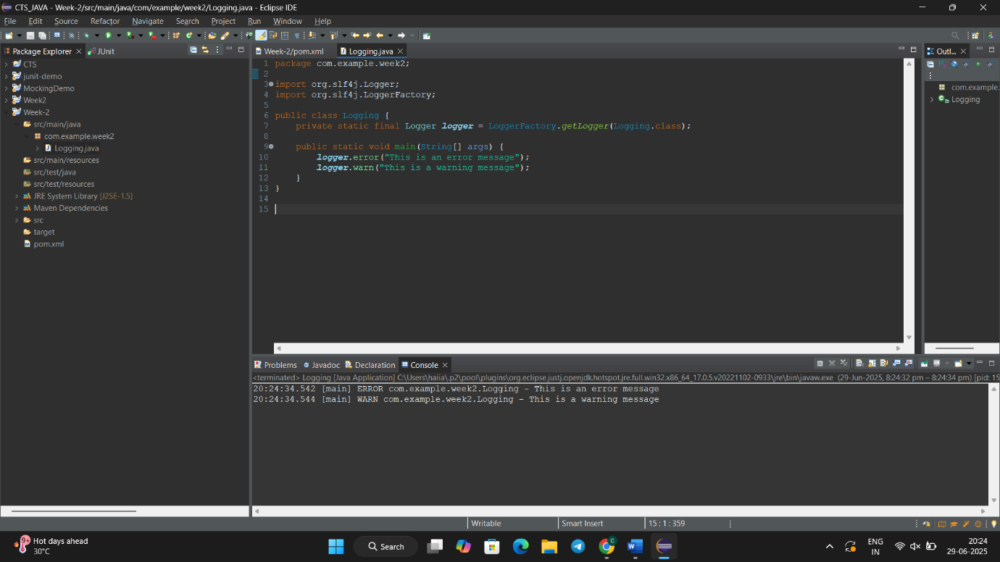 CTS_JAVA - Week-2/src/main/java/com/example/week2/Logging.java - Eclipse IDE
File Edit Source Refactor Navigate Search Project Run Window Help
Package Explorer JUnit
CTS
junit-demo
MockingDemo
Week2
Week-2
src/main/java
com.example.week2
Logging.java
src/main/resources
src/test/java
src/test/resources
JRE System Library [J2SE-1.5]
Maven Dependencies
src
target
pom.xml
Week-2/pom.xml Logging.java
1 package com.example.week2;
2
3 import org.slf4j.Logger;
4 import org.slf4j.LoggerFactory;
5
6 public class Logging {
7 private static final Logger logger = LoggerFactory.getLogger(Logging.class);
8
9 public static void main(String[] args) {
10 logger.error("This is an error message");
11 logger.warn("This is a warning message");
12 }
13 }
14
15
Outl...
com.example.
Logging
Problems Javadoc Declaration Console
<terminated> Logging [Java Application] C:\Users\haiia\.p2\pool\plugins\org.eclipse.justj.openjdk.hotspot.jre.full.win32.x86_64_17.0.5.v20221102-0933\jre\bin\javaw.exe (29-Jun-2025, 8:24:32 pm – 8:24:34 pm) [pid: 15
20:24:34.542 [main] ERROR com.example.week2.Logging - This is an error message
20:24:34.544 [main] WARN com.example.week2.Logging - This is a warning message
Writable Smart Insert 15 : 1 : 359
9+ Hot days ahead
30°C
Search
ENG
IN
20:24
29-06-2025